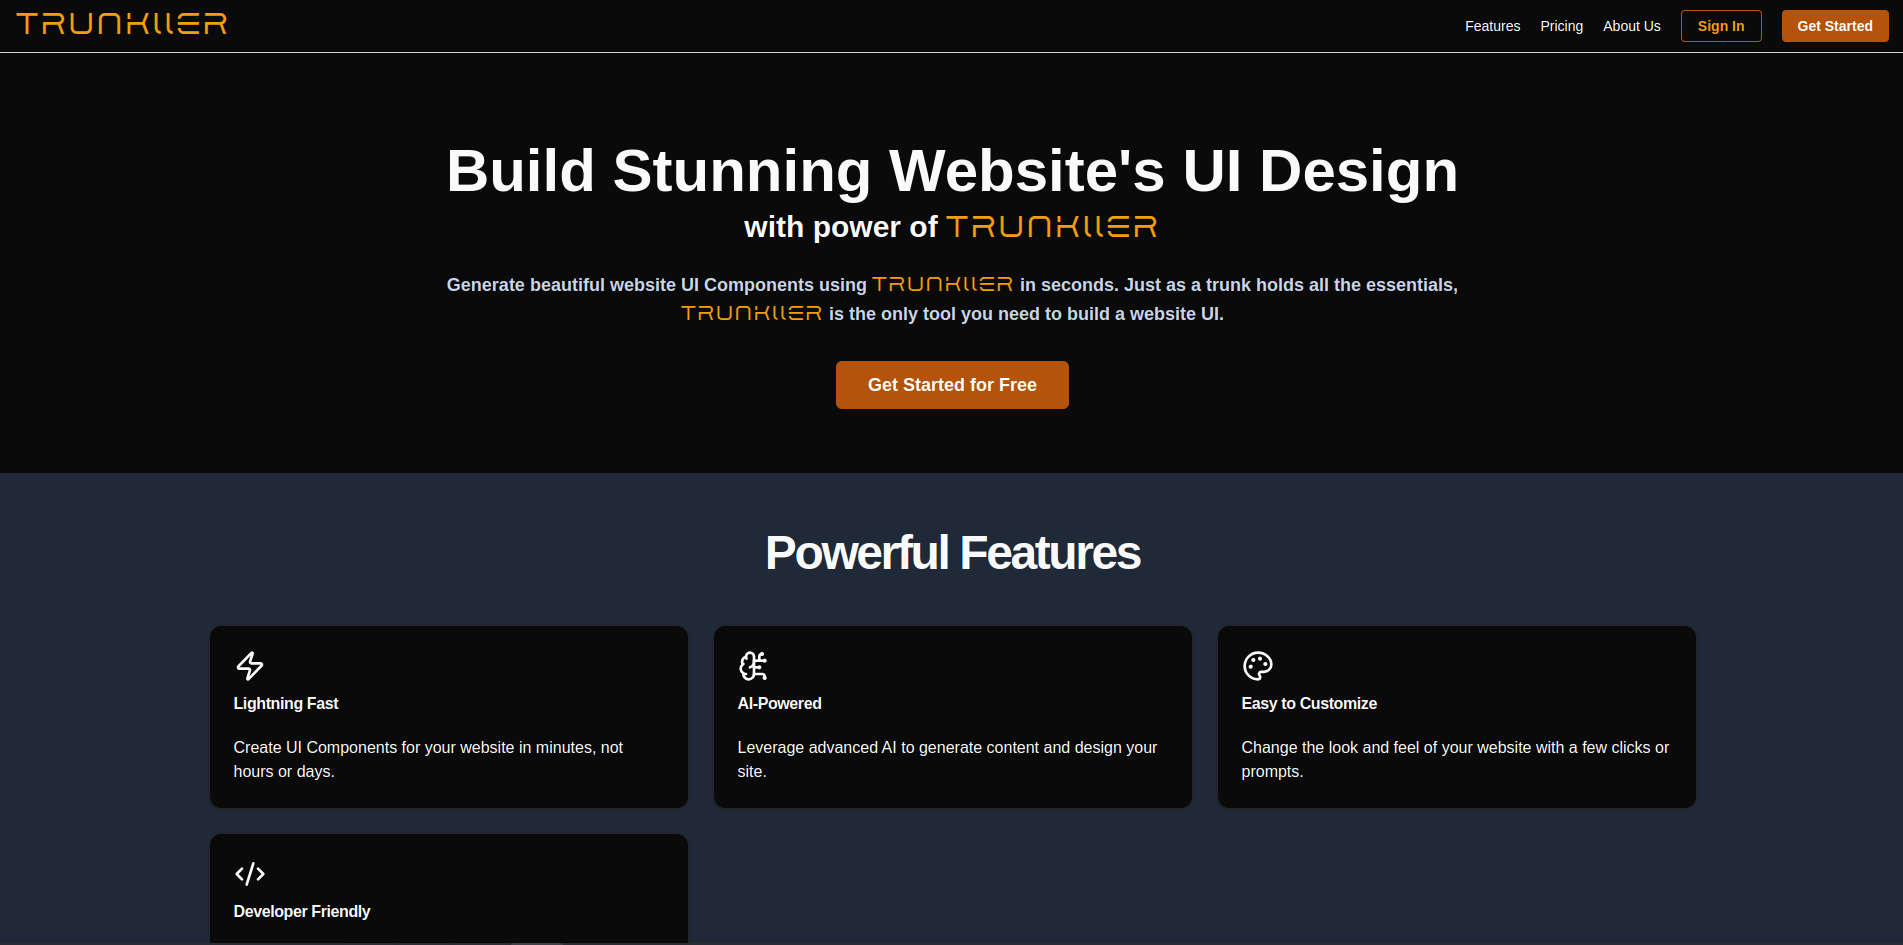 TRUNKLLER Features Pricing About Us Sign In Get Started
Build Stunning Website's UI Design
with power of TRUNKLLER
Generate beautiful website UI Components using TRUNKLLER in seconds. Just as a trunk holds all the essentials,
TRUNKLLER is the only tool you need to build a website UI.
Get Started for Free
Powerful Features
Lightning Fast
Create UI Components for your website in minutes, not
hours or days.
AI-Powered
Leverage advanced AI to generate content and design your
site.
Easy to Customize
Change the look and feel of your website with a few clicks or
prompts.
Developer Friendly